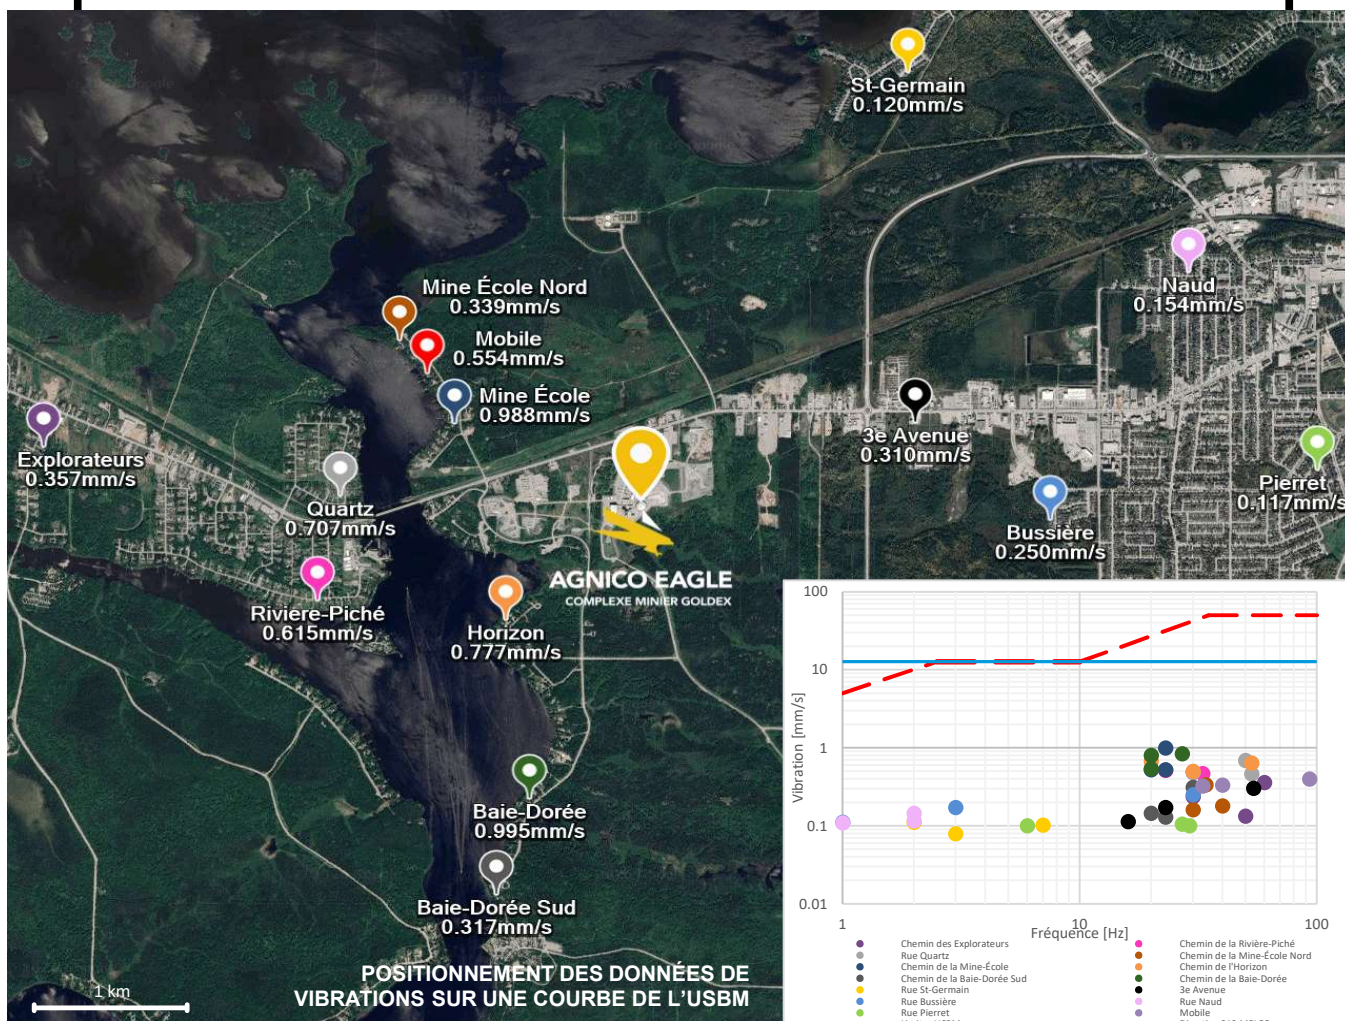 St-Germain
0.120mm/s
Naud
0.154mm/s
Mine École Nord
0.339mm/s
Mobile
0.554mm/s
Mine École
0.988mm/s
Explorateurs
0.357mm/s
3e Avenue
0.310mm/s
Pierret
0.117mm/s
Quartz
0.707mm/s
Bussière
0.250mm/s
AGNICO EAGLE
COMPLEXE MINIER GOLDEX
Riviere-Piché
0.615mm/s
Horizon
0.777mm/s
Baie-Dorée
0.995mm/s
Baie-Dorée Sud
0.317mm/s
POSITIONNEMENT DES DONNÉES DE
VIBRATIONS SUR UNE COURBE DE L'USBM
1 km
100
10
1
0.1
0.01
Vibration [mm/s]
1 10 100
Fréquence [Hz]
Chemin des Explorateurs
Chemin de la Rivière-Piché
Rue Quartz
Chemin de la Mine-École Nord
Chemin de la Mine-École
Chemin de l'Horizon
Chemin de la Baie-Dorée Sud
Chemin de la Baie-Dorée
Rue St-Germain
3e Avenue
Rue Bussière
Rue Naud
Rue Pierret
Mobile